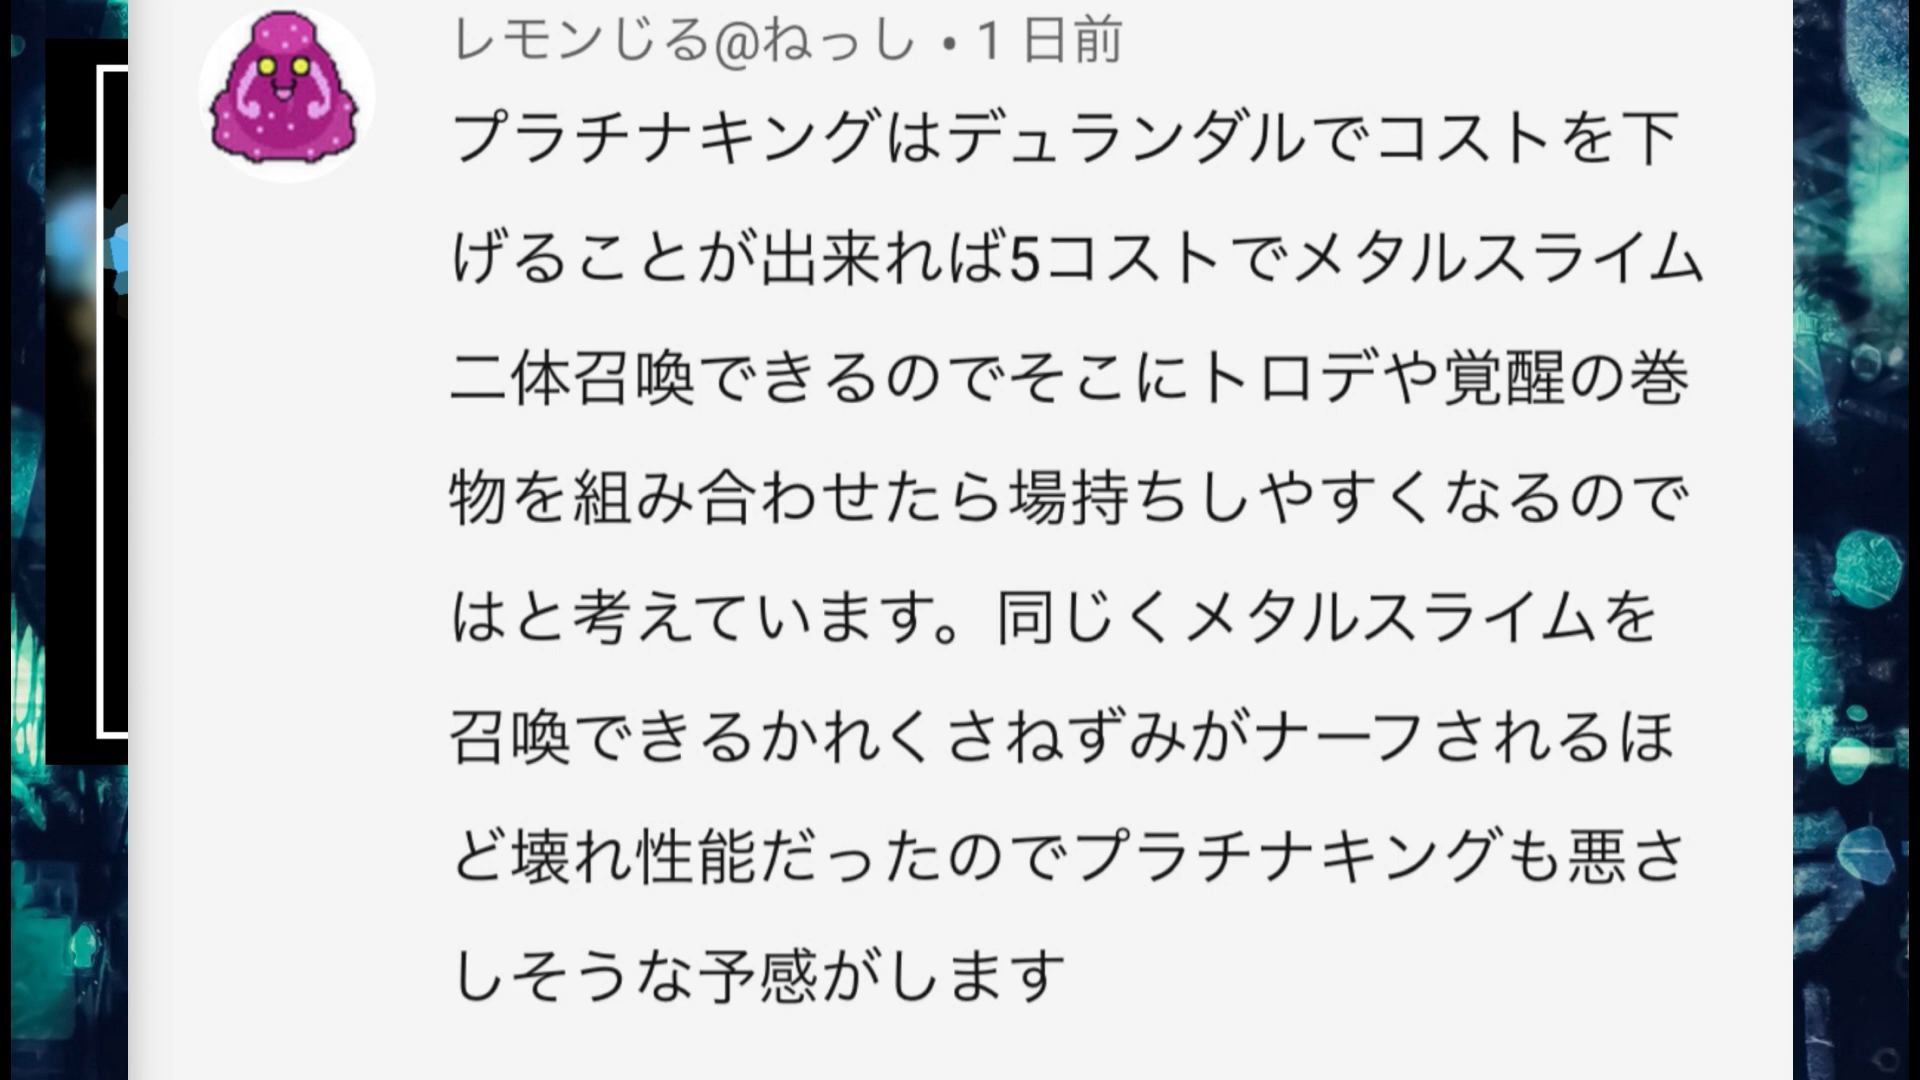 レモンじる@ねっし • 1 日前
プラチナキングはデュランダルでコストを下
げることが出来れば5コストでメタルスライム
二体召喚できるのでそこにトロデや覚醒の巻
物を組み合わせたら場持ちしやすくなるので
はと考えています。同じくメタルスライムを
召喚できるかれくさねずみがナーフされるほ
ど壊れ性能だったのでプラチナキングも悪さ
しそうな予感がします